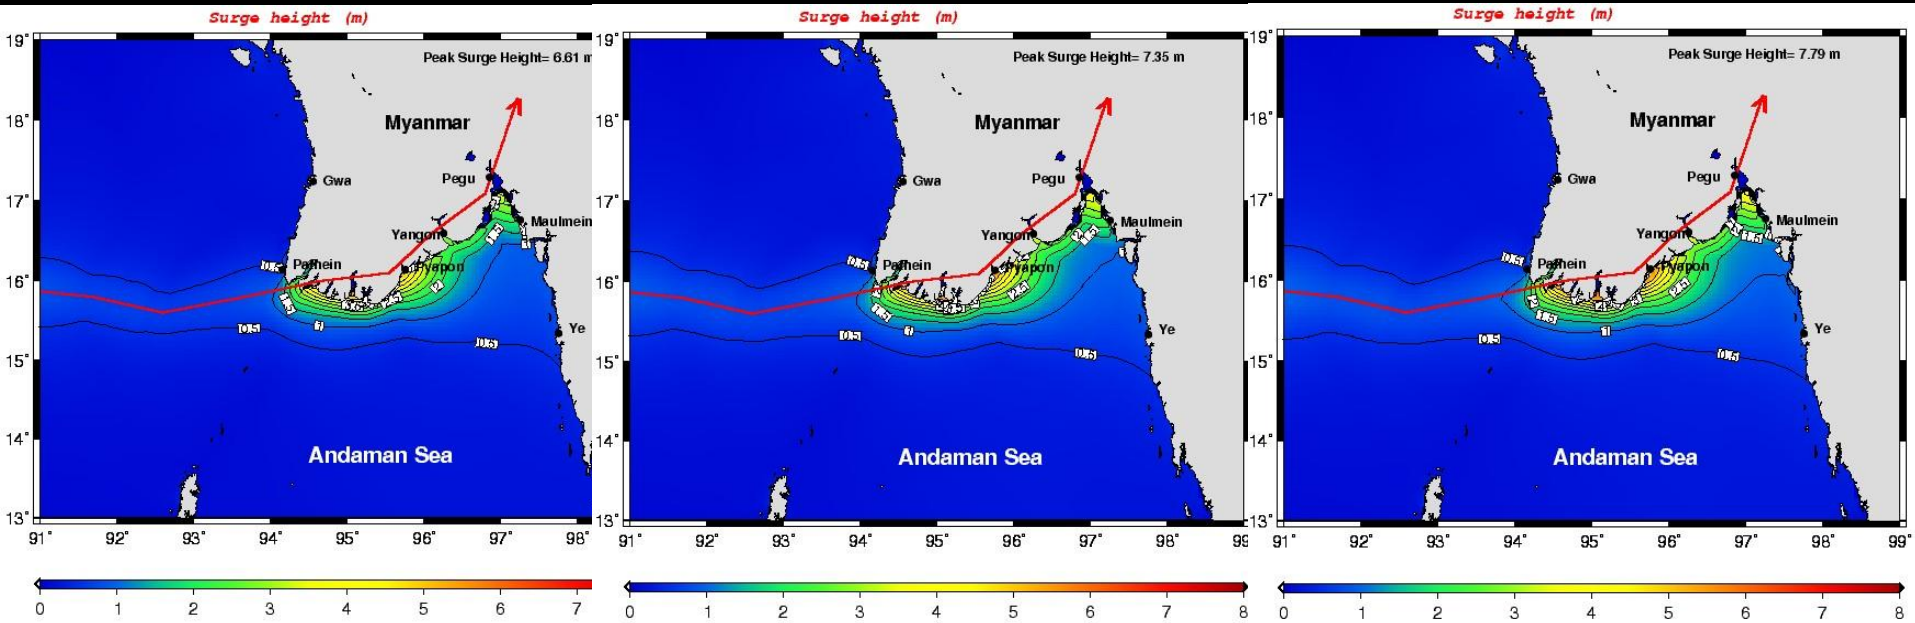 Surge height (m)
19°
Peak Surge Height= 6.61 m
18°
Myanmar
Gwa
Pegu
17°
Maulmein
Yangon
0.5
Pathein
Pyapon
16°
1.5
2
1
0.5
0.5
Ye
15°
14°
Andaman Sea
13°
91° 92° 93° 94° 95° 96° 97° 98°
0 1 2 3 4 5 6 7
Surge height (m)
19°
Peak Surge Height= 7.35 m
18°
Myanmar
Gwa
Pegu
17°
Maulmein
Yangon
0.5
Pathein
Pyapon
16°
1.5
2.5
1
0.5
0.5
Ye
15°
14°
Andaman Sea
13°
91° 92° 93° 94° 95° 96° 97° 98° 99
0 1 2 3 4 5 6 7 8
Surge height (m)
19°
Peak Surge Height= 7.79 m
18°
Myanmar
Gwa
Pegu
17°
Maulmein
1.5
Yangon
0.5
Pathein
Pyapon
16°
2
2.5
1.5
1
0.5
0.5
Ye
15°
14°
Andaman Sea
13°
91° 92° 93° 94° 95° 96° 97° 98° 99°
0 1 2 3 4 5 6 7 8